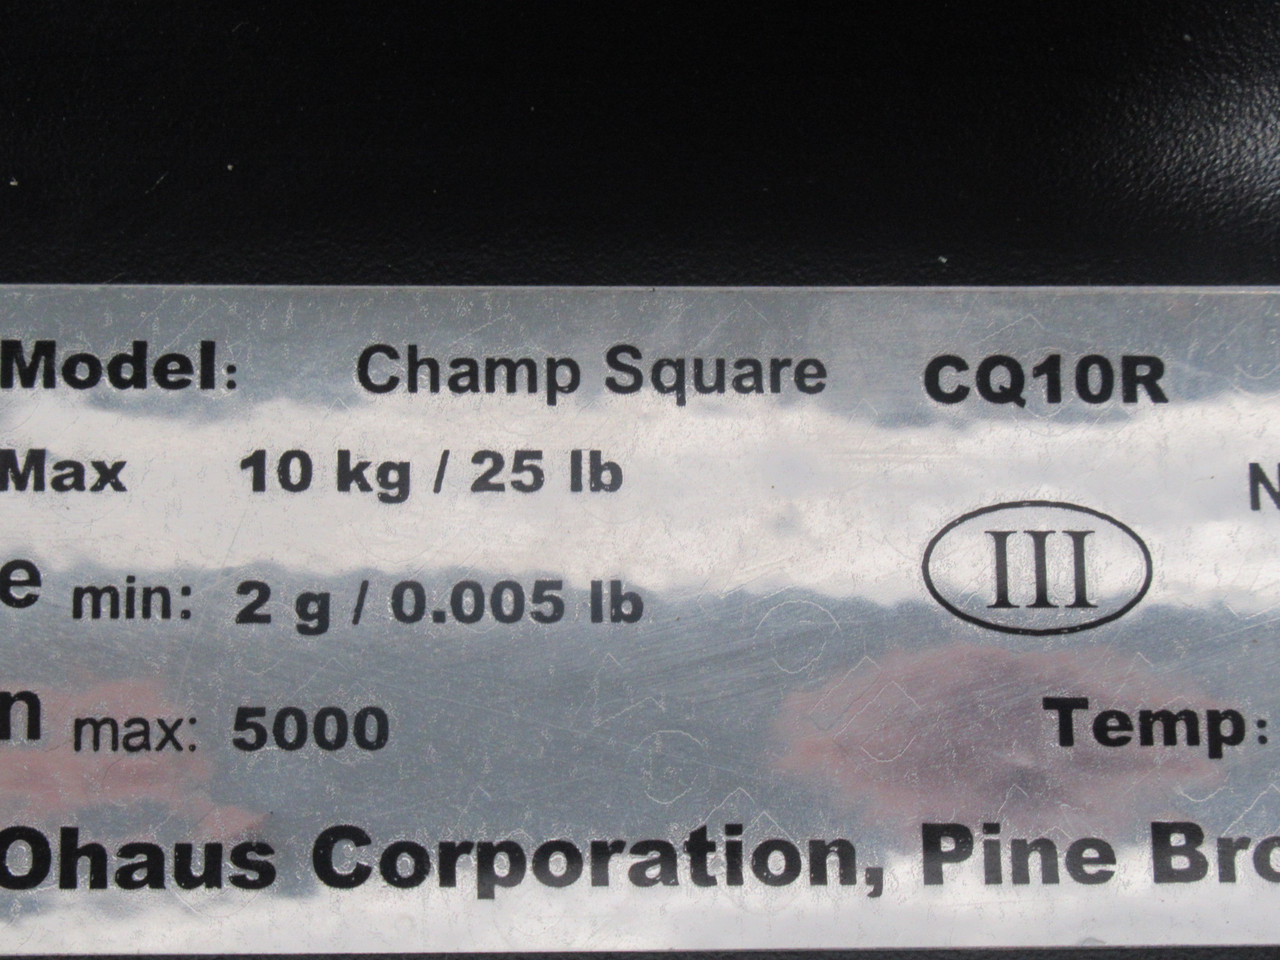 Model: Champ Square CQ10R
Max 10 kg / 25 lb
III
e min: 2 g / 0.005 lb
n max: 5000 Temp:
Ohaus Corporation, Pine